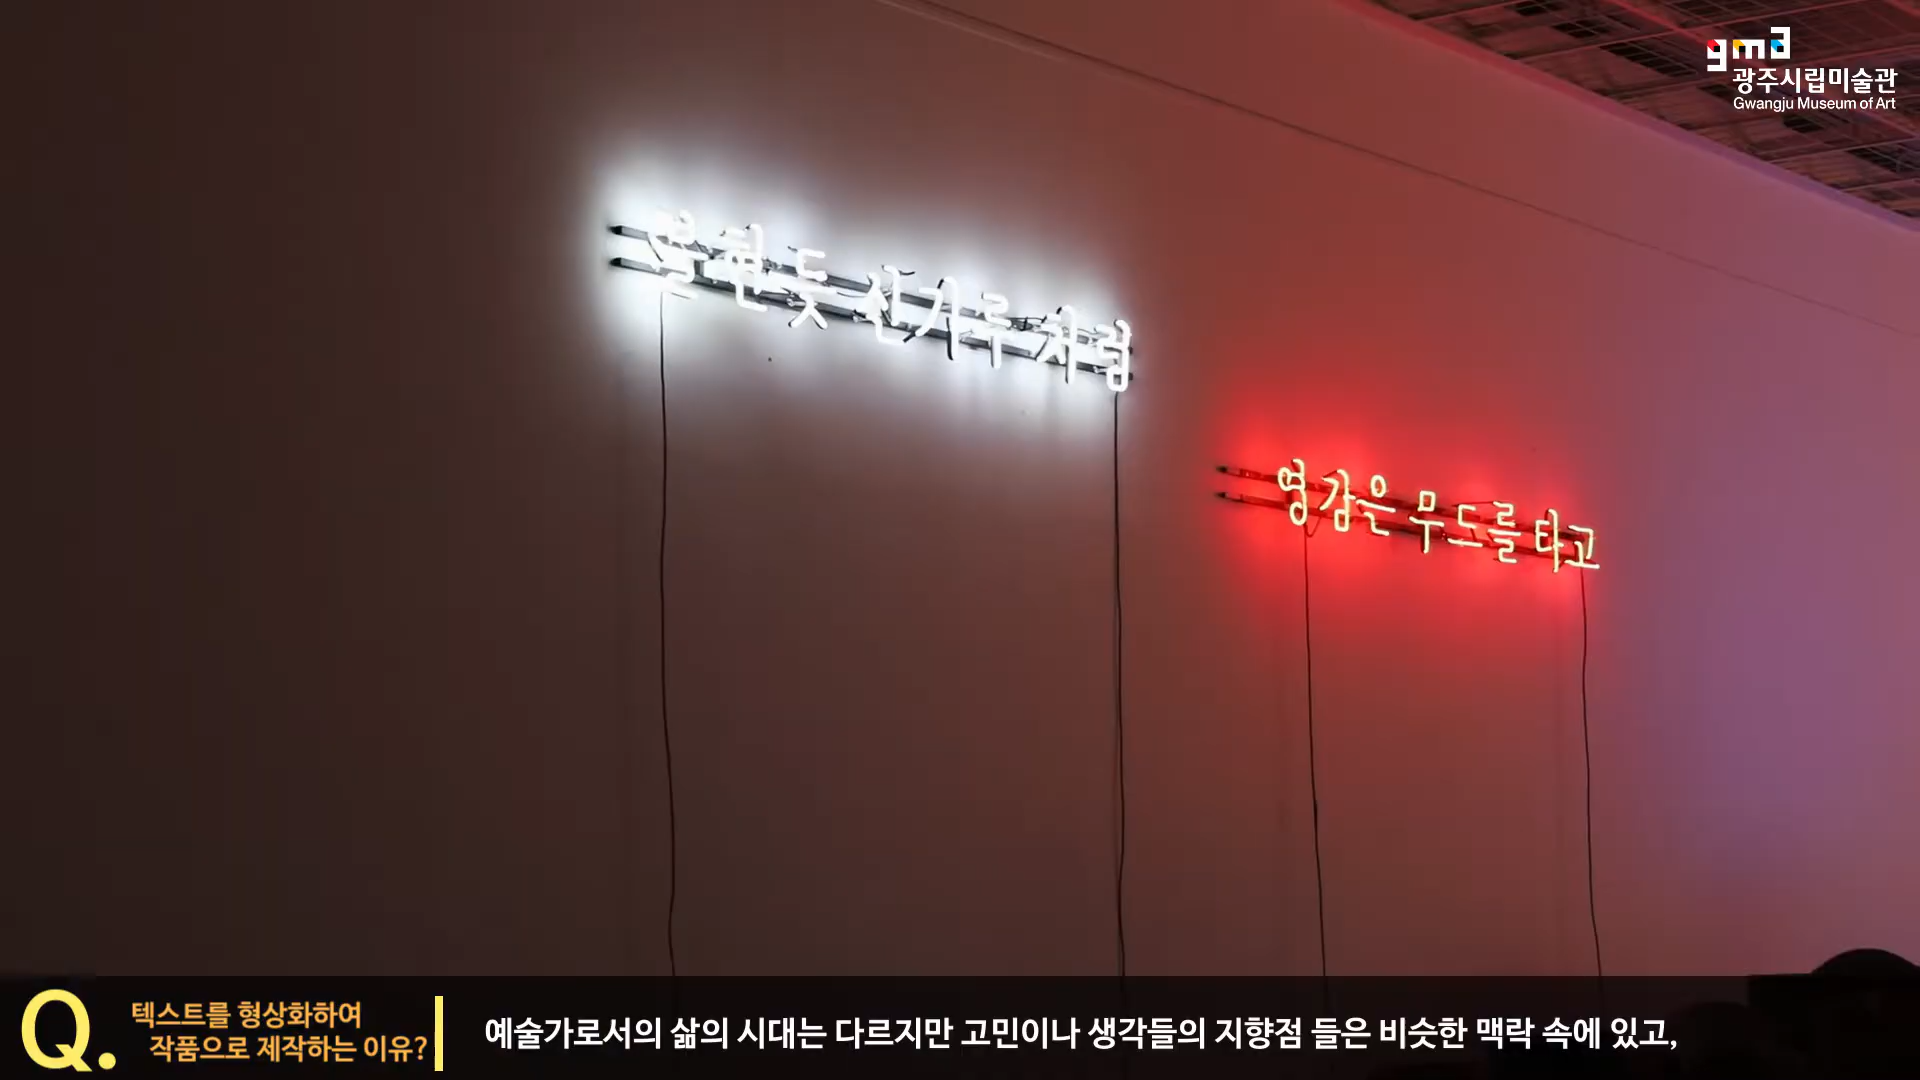 gma
광주시립미술관
Gwangju Museum of Art
현듯 신기루 처럼
영감은 무도를 타고
Q.
텍스트를 형상화하여
작품으로 제작하는 이유?
예술가로서의 삶의 시대는 다르지만 고민이나 생각들의 지향점 들은 비슷한 맥락 속에 있고,